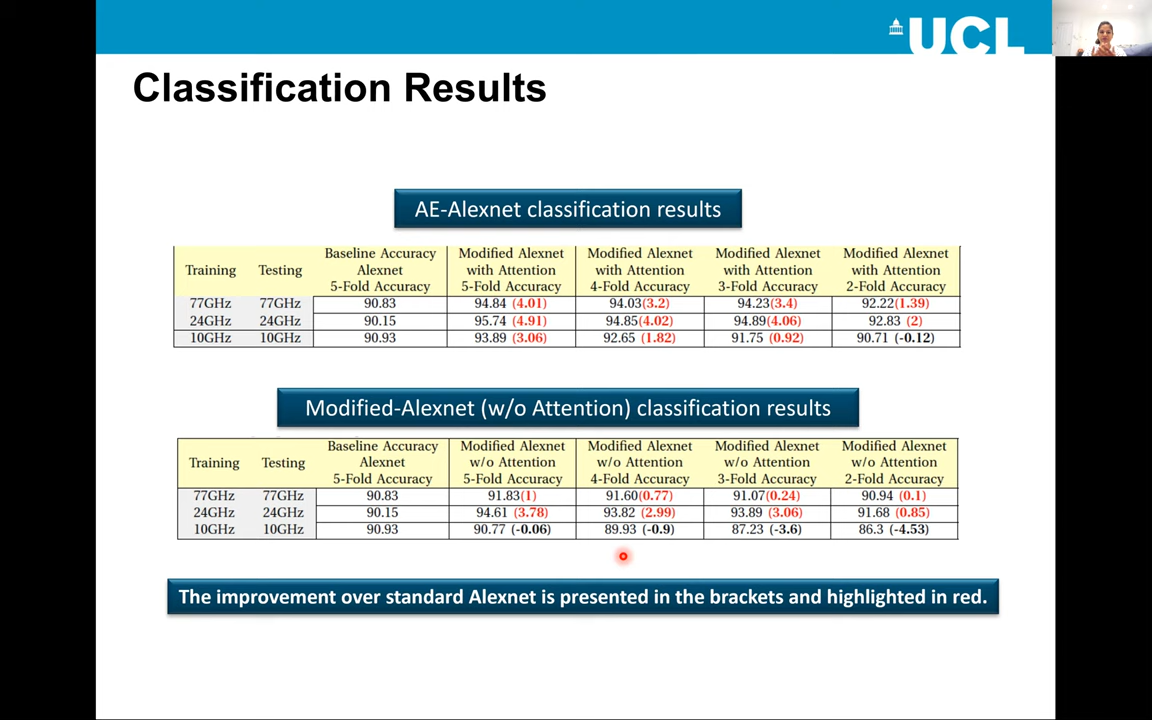 UCL
Classification Results
AE-Alexnet classification results
Training Testing Baseline Accuracy Alexnet 5-Fold Accuracy Modified Alexnet with Attention 5-Fold Accuracy Modified Alexnet with Attention 4-Fold Accuracy Modified Alexnet with Attention 3-Fold Accuracy Modified Alexnet with Attention 2-Fold Accuracy
77GHz 77GHz 90.83 94.84 (4.01) 94.03(3.2) 94.23(3.4) 92.22(1.39)
24GHz 24GHz 90.15 95.74 (4.91) 94.85(4.02) 94.89(4.06) 92.83 (2)
10GHz 10GHz 90.93 93.89 (3.06) 92.65 (1.82) 91.75 (0.92) 90.71 (-0.12)
Modified-Alexnet (w/o Attention) classification results
Training Testing Baseline Accuracy Alexnet 5-Fold Accuracy Modified Alexnet w/o Attention 5-Fold Accuracy Modified Alexnet w/o Attention 4-Fold Accuracy Modified Alexnet w/o Attention 3-Fold Accuracy Modified Alexnet w/o Attention 2-Fold Accuracy
77GHz 77GHz 90.83 91.83(1) 91.60(0.77) 91.07(0.24) 90.94 (0.1)
24GHz 24GHz 90.15 94.61 (3.78) 93.82 (2.99) 93.89 (3.06) 91.68 (0.85)
10GHz 10GHz 90.93 90.77 (-0.06) 89.93 (-0.9) 87.23 (-3.6) 86.3 (-4.53)
The improvement over standard Alexnet is presented in the brackets and highlighted in red.